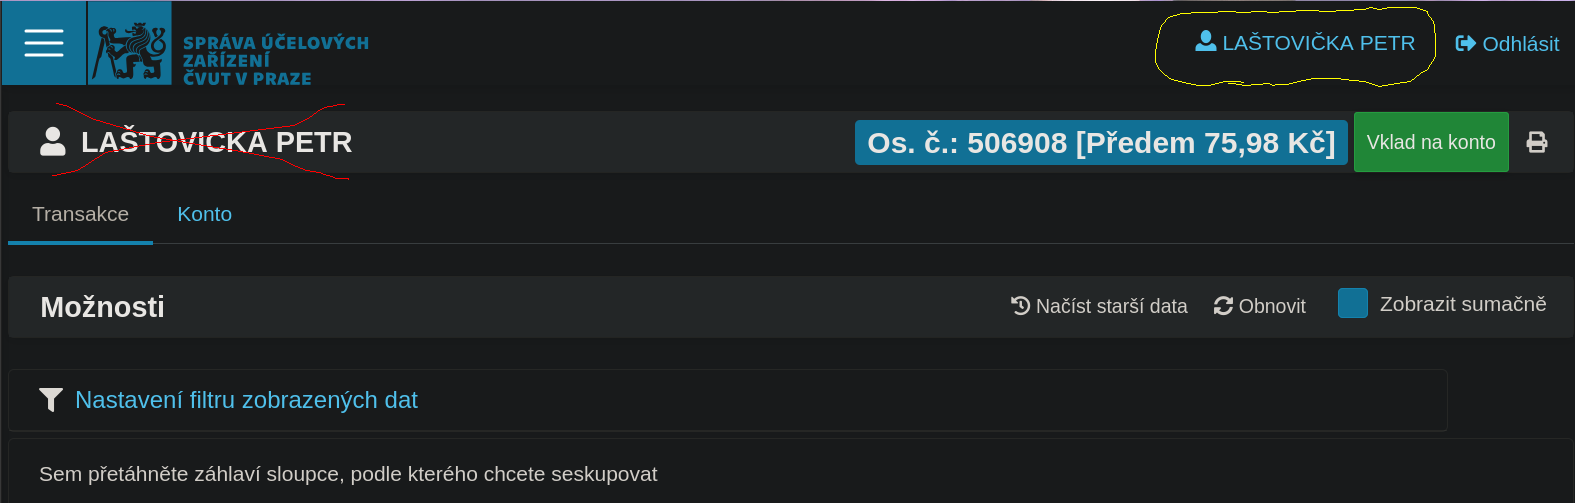 SPRÁVA ÚČELOVÝCH
ZAŘÍZENÍ
ČVUT V PRAZE
LAŠTOVIČKA PETR
Odhlásit
LAŠTOVIČKA PETR
Os. č.: 506908 [Předem 75,98 Kč]
Vklad na konto
Transakce
Konto
Možnosti
Načíst starší data
Obnovit
Zobrazit sumačně
Nastavení filtru zobrazených dat
Sem přetáhněte záhlaví sloupce, podle kterého chcete seskupovat